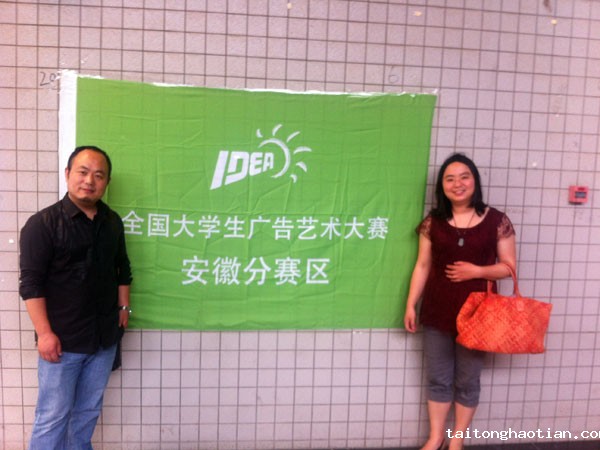 IDEA
全国大学生广告艺术大赛
安徽分赛区
taitonghaotian.com